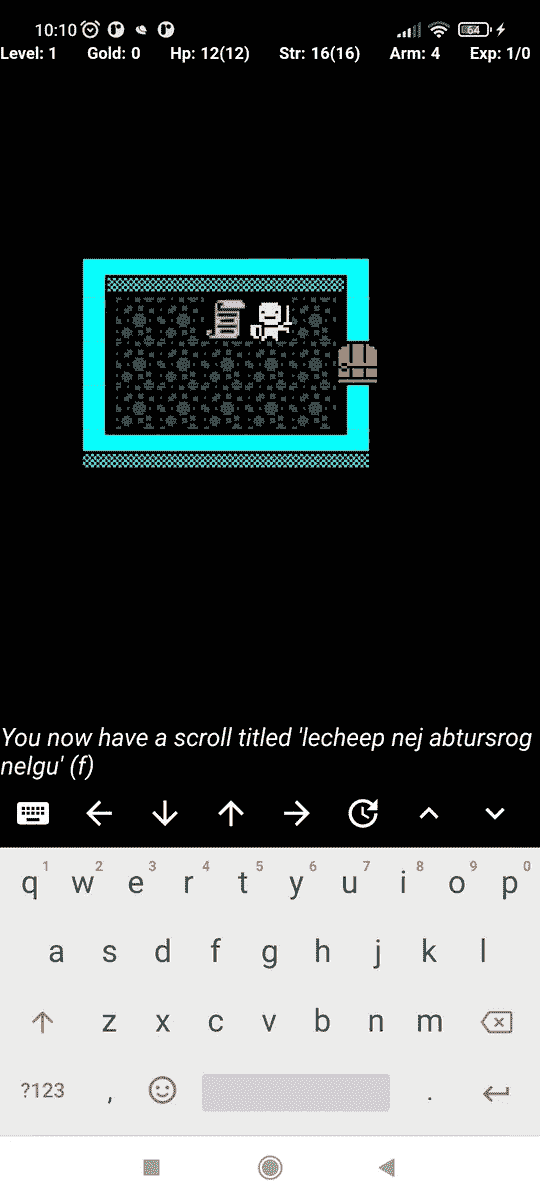 10:10 64
Level: 1 Gold: 0 Hp: 12(12) Str: 16(16) Arm: 4 Exp: 1/0
You now have a scroll titled 'lecheep nej abtursrog
nelgu' (f)
1 2 3 4 5 6 7 8 9 0
q w e r t y u i o p
a s d f g h j k l
z x c v b n m
?123 , .